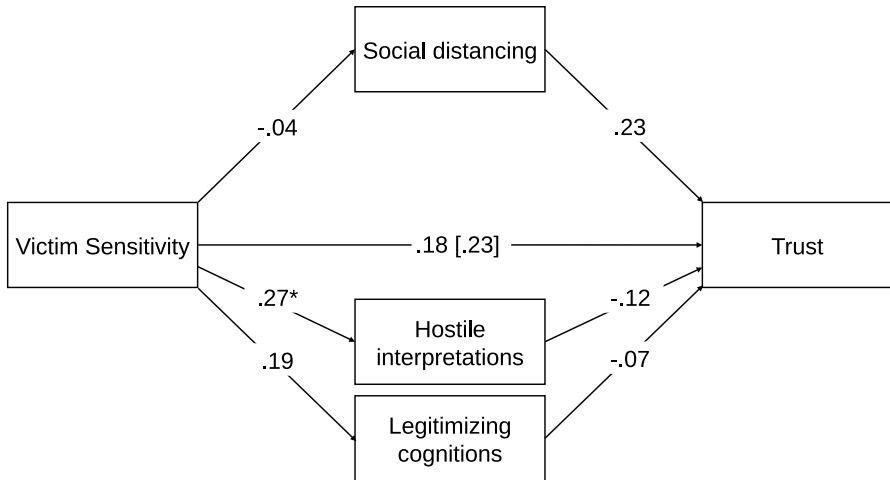 Social distancing
-.04
.23
Victim Sensitivity
.18 [.23]
Trust
.27*
-.12
Hostile
interpretations
.19
-.07
Legitimizing
cognitions